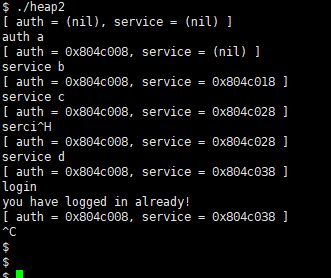 $ ./heap2
[ auth = (nil), service = (nil) ]
auth a
[ auth = 0x804c008, service = (nil) ]
service b
[ auth = 0x804c008, service = 0x804c018 ]
service c
[ auth = 0x804c008, service = 0x804c028 ]
serci^H
[ auth = 0x804c008, service = 0x804c028 ]
service d
[ auth = 0x804c008, service = 0x804c038 ]
login
you have logged in already!
[ auth = 0x804c008, service = 0x804c038 ]
^C
$
$
$